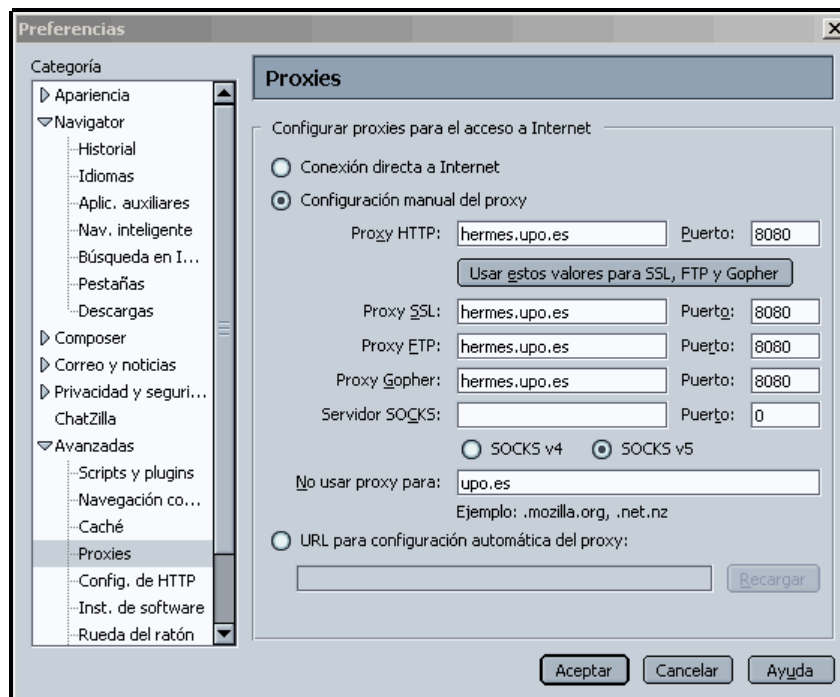 Preferencias
Categoría
Apariencia
Navigator
Historial
Idiomas
Aplic. auxiliares
Nav. inteligente
Búsqueda en I...
Pestañas
Descargas
Composer
Correo y noticias
Privacidad y seguri...
ChatZilla
Avanzadas
Scripts y plugins
Navegación co...
Caché
Proxies
Config. de HTTP
Inst. de software
Rueda del ratón
Proxies
Configurar proxies para el acceso a Internet
Conexión directa a Internet
Configuración manual del proxy
Proxy HTTP: hermes.upo.es Puerto: 8080
Usar estos valores para SSL, FTP y Gopher
Proxy SSL: hermes.upo.es Puerto: 8080
Proxy FTP: hermes.upo.es Puerto: 8080
Proxy Gopher: hermes.upo.es Puerto: 8080
Servidor SOCKS: Puerto: 0
SOCKS v4 SOCKS v5
No usar proxy para: upo.es
Ejemplo: .mozilla.org, .net.nz
URL para configuración automática del proxy:
Recargar
Aceptar Cancelar Ayuda